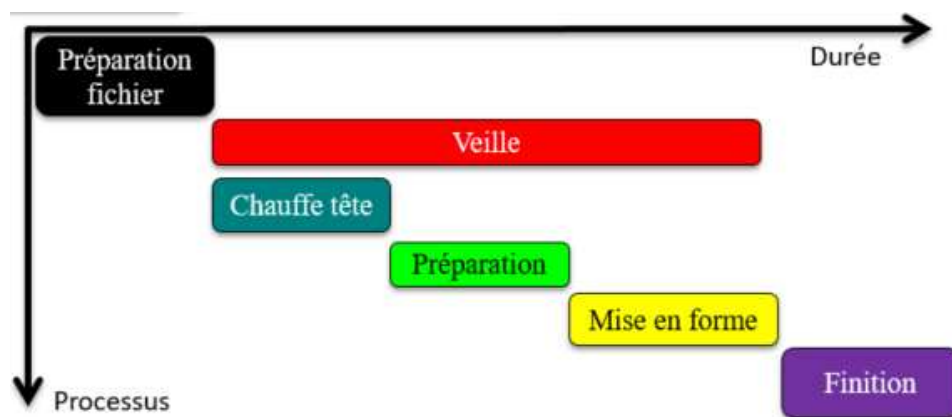 Préparation
fichier
Durée
Veille
Chauffe tête
Préparation
Mise en forme
Finition
Processus